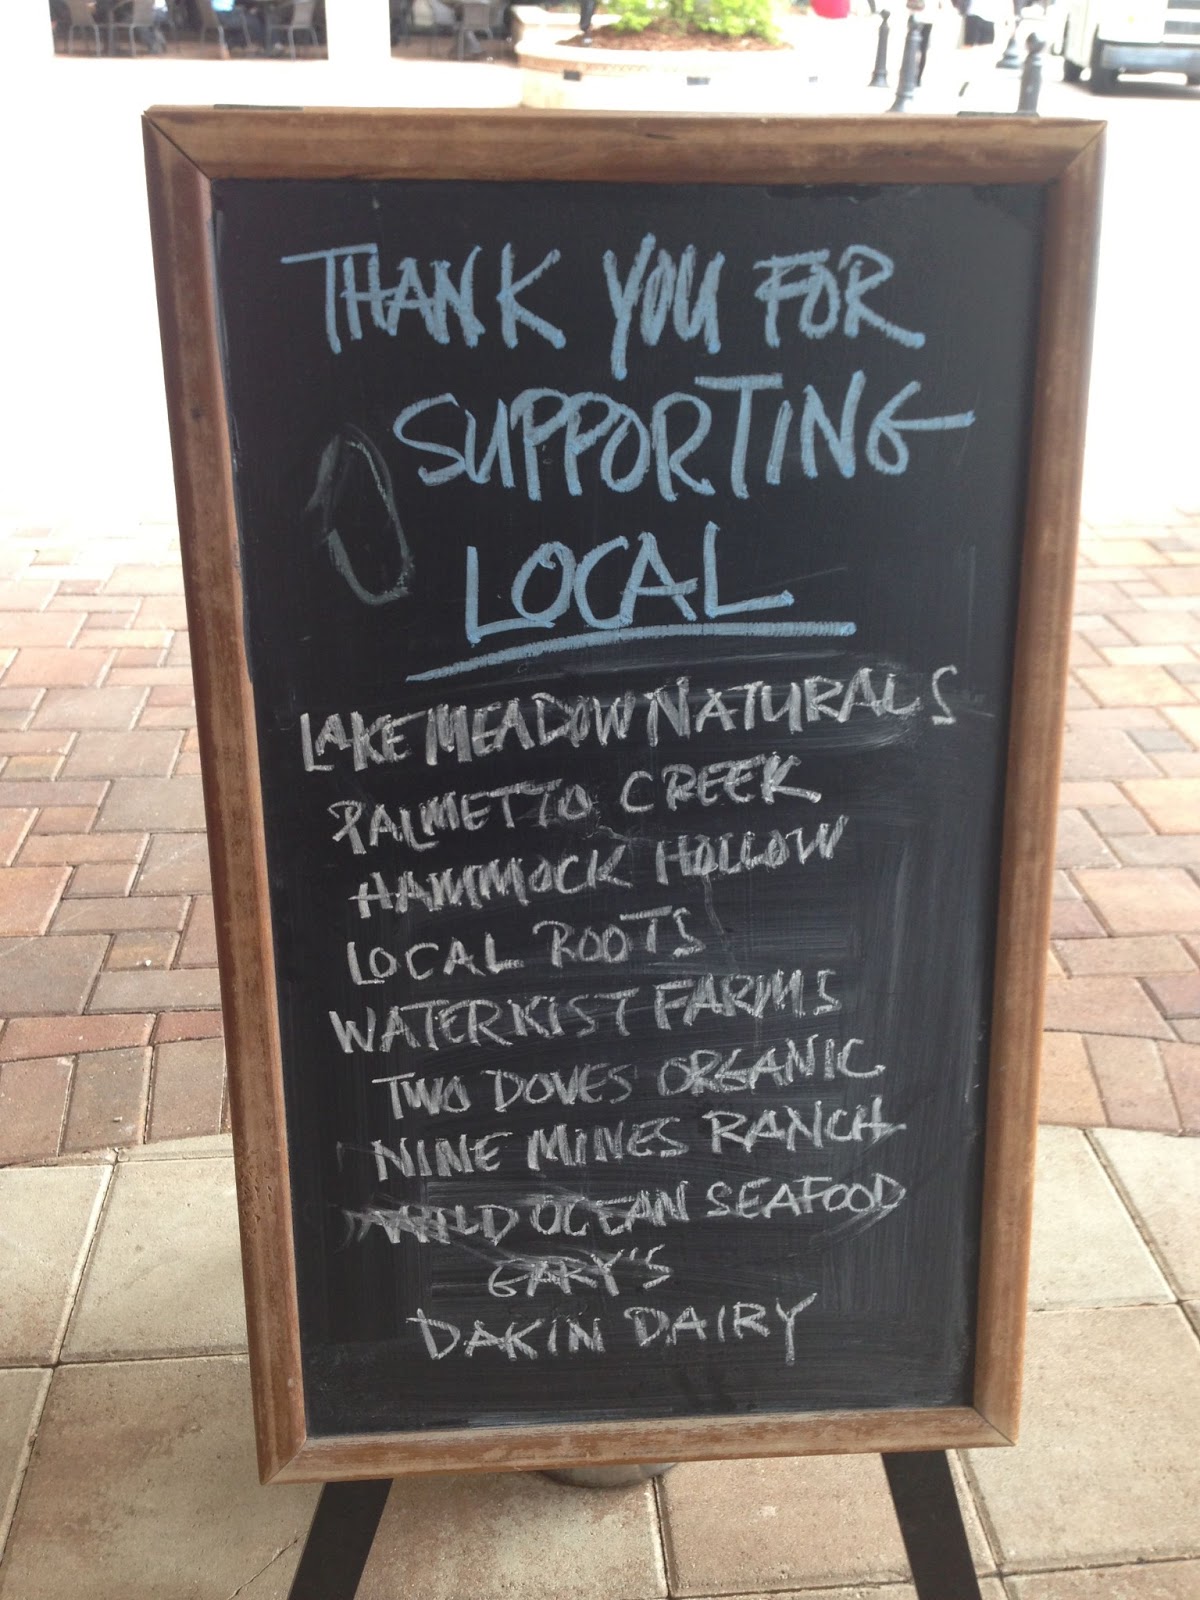 THANK YOU FOR
SUPPORTING
LOCAL
LAKE MEADOW NATURALS
PALMETTO CREEK
HAMMOCK HOLLOW
LOCAL ROOTS
WATERKIST FARMS
TWO DOVES ORGANIC
NINE MINES RANCH
WILD OCEAN SEAFOOD
GARY'S
DAKIN DAIRY